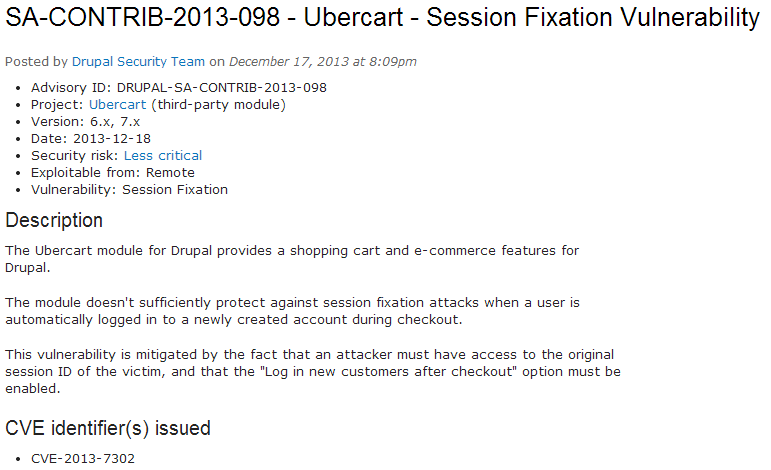 SA-CONTRIB-2013-098 - Ubercart - Session Fixation Vulnerability
Posted by Drupal Security Team on December 17, 2013 at 8:09pm
• Advisory ID: DRUPAL-SA-CONTRIB-2013-098
• Project: Ubercart (third-party module)
• Version: 6.x, 7.x
• Date: 2013-12-18
• Security risk: Less critical
• Exploitable from: Remote
• Vulnerability: Session Fixation
Description
The Ubercart module for Drupal provides a shopping cart and e-commerce features for
Drupal.
The module doesn't sufficiently protect against session fixation attacks when a user is
automatically logged in to a newly created account during checkout.
This vulnerability is mitigated by the fact that an attacker must have access to the original
session ID of the victim, and that the "Log in new customers after checkout" option must be
enabled.
CVE identifier(s) issued
• CVE-2013-7302